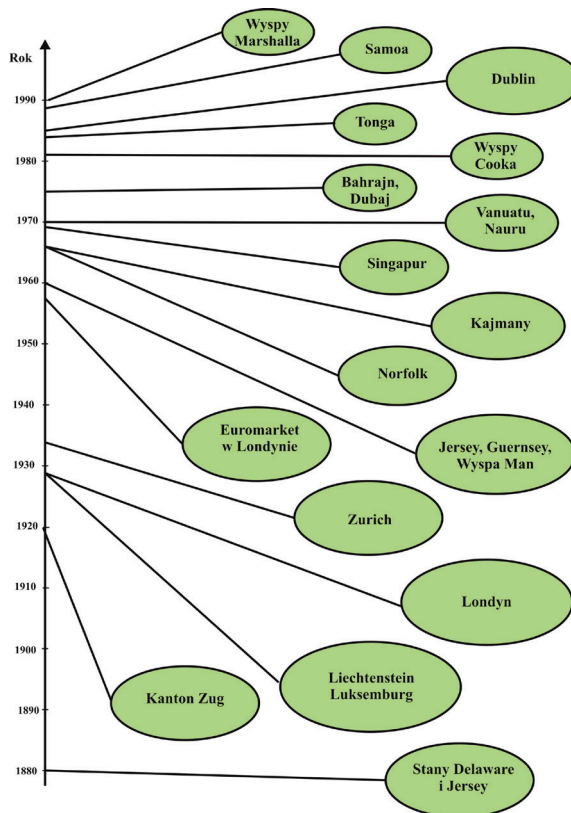 Wyspy
Marshalla
Samoa
Rok
Dublin
1990
Tonga
Wyspy
Cooka
1980
Bahrajn,
Dubaj
Vanuatu,
Nauru
1970
Singapur
1960
Kajmany
1950
Norfolk
1940
Euromarket
w Londynie
Jersey, Guernsey,
Wyspa Man
1930
Zurich
1920
1910
Londyn
1900
Liechtenstein
Luksemburg
Kanton Zug
1890
1880
Stany Delaware
i Jersey